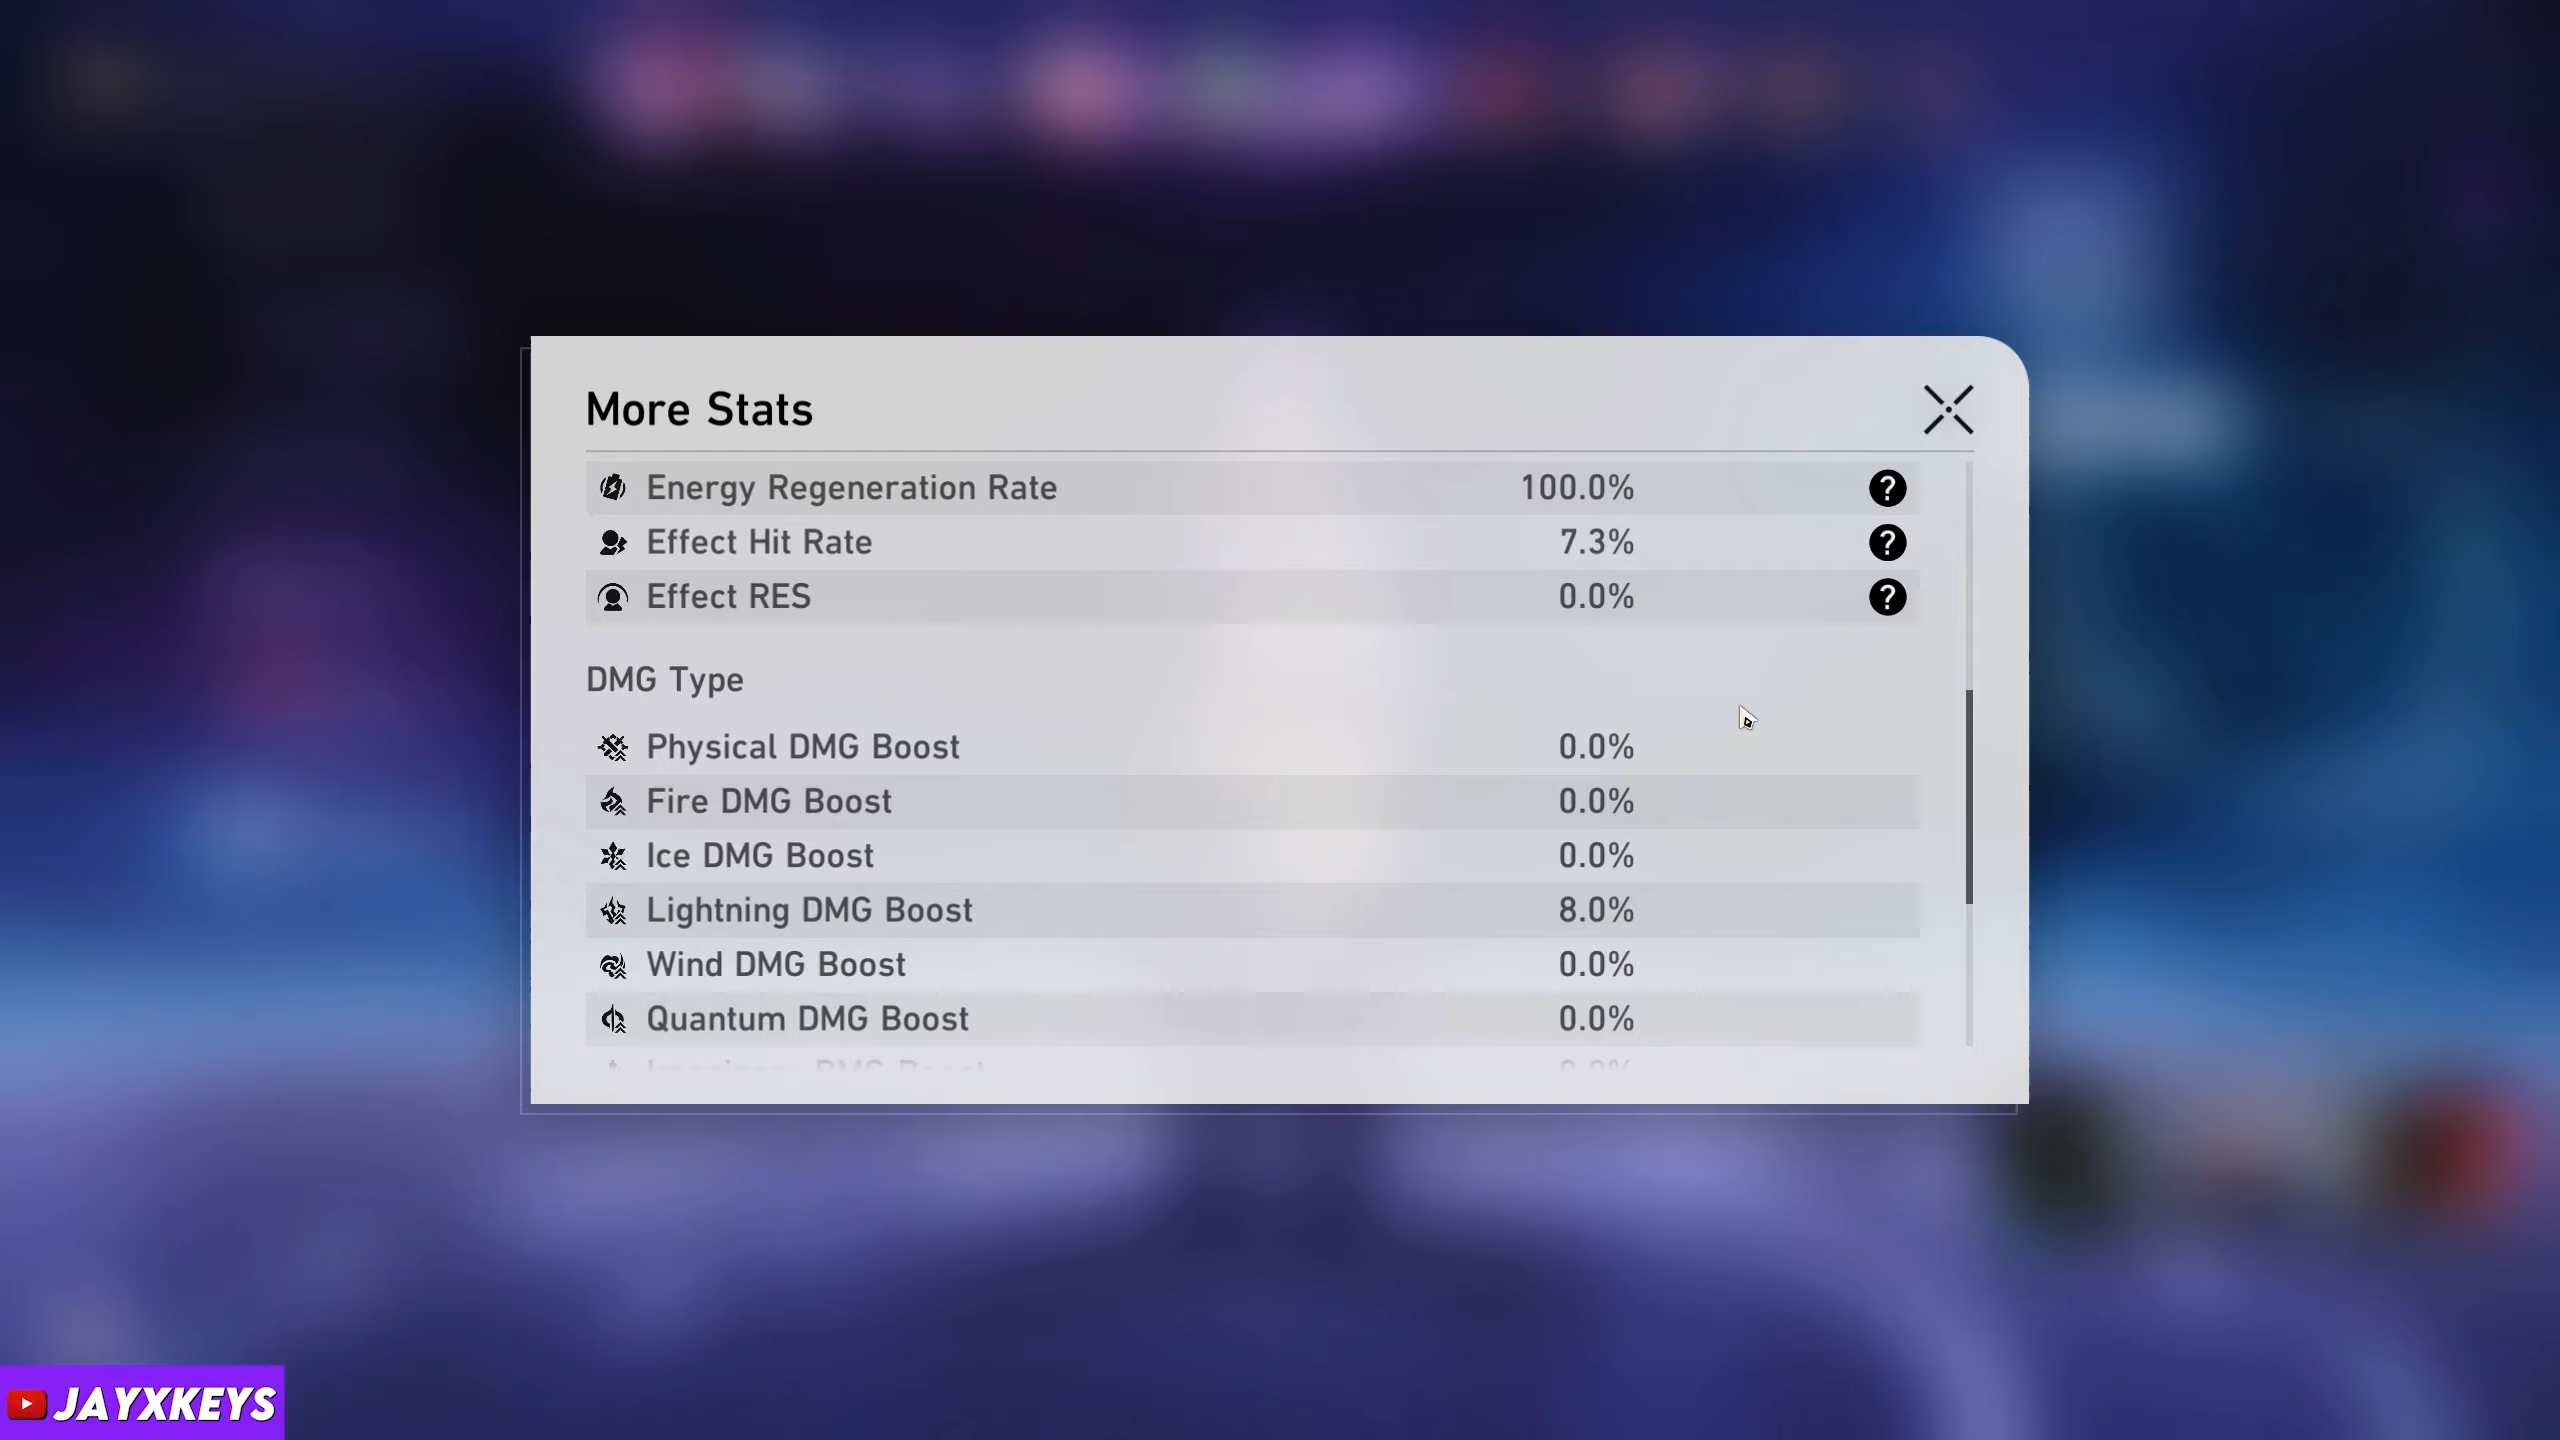 More Stats
Energy Regeneration Rate 100.0% ?
Effect Hit Rate 7.3% ?
Effect RES 0.0% ?
DMG Type
Physical DMG Boost 0.0%
Fire DMG Boost 0.0%
Ice DMG Boost 0.0%
Lightning DMG Boost 8.0%
Wind DMG Boost 0.0%
Quantum DMG Boost 0.0%
DMG Boost
JAYXKEYS